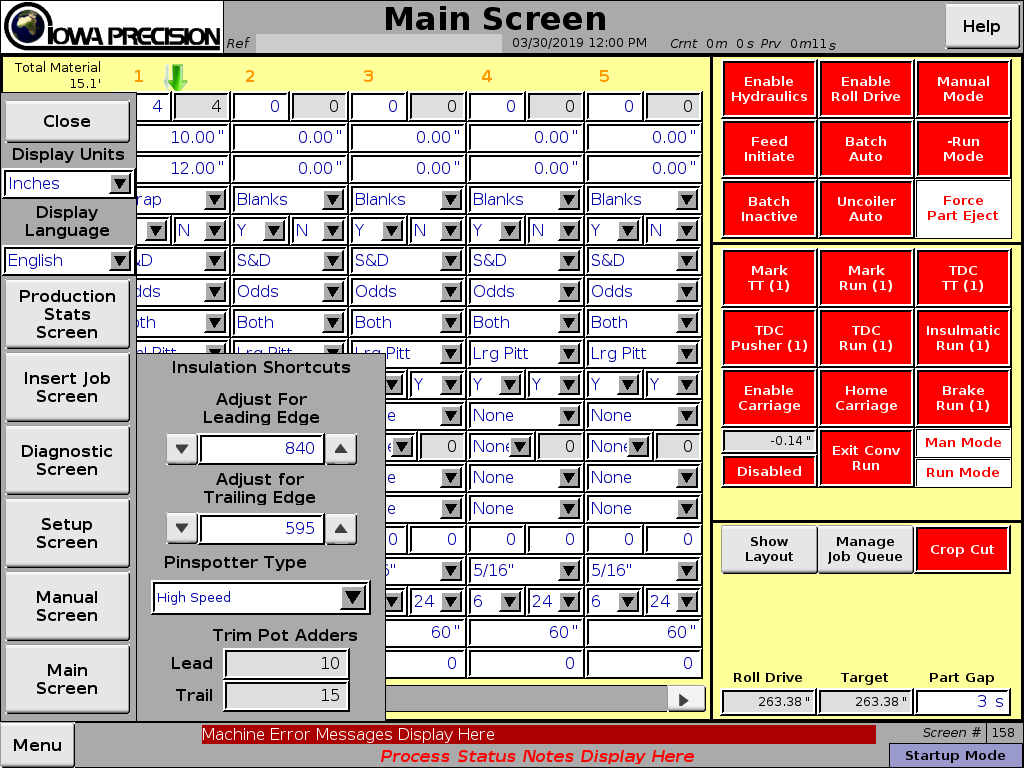 IOWA PRECISION
Main Screen
Ref
03/30/2019 12:00 PM
Crnt 0m 0s Prv 0m11s
Help
Total Material
15.1'
1 2 3 4 5
4 4 0 0 0 0 0 0 0 0
10.00" 0.00" 0.00" 0.00" 0.00"
12.00" 0.00" 0.00" 0.00" 0.00"
rap Blanks Blanks Blanks Blanks
N Y N Y N Y N Y N
&D S&D S&D S&D S&D
dds Odds Odds Odds Odds
oth Both Both Both Both
Pitt Lrg Pitt Lrg Pitt Lrg Pitt Lrg Pitt
Y Y Y Y Y
e None None
0 None 0 None 0
None None
None None
0 0 0 0 0 0
" 5/16" 5/16"
24 6 24 6 24
60" 60" 60"
0 0 0
Close
Display Units
Inches
Display
Language
English
Production
Stats
Screen
Insert Job
Screen
Diagnostic
Screen
Setup
Screen
Manual
Screen
Main
Screen
Insulation Shortcuts
Adjust For
Leading Edge
840
Adjust for
Trailing Edge
595
Pinspotter Type
High Speed
Trim Pot Adders
Lead 10
Trail 15
Enable
Hydraulics
Enable
Roll Drive
Manual
Mode
Feed
Initiate
Batch
Auto
-Run
Mode
Batch
Inactive
Uncoiler
Auto
Force
Part Eject
Mark
TT (1)
Mark
Run (1)
TDC
TT (1)
TDC
Pusher (1)
TDC
Run (1)
Insulmatic
Run (1)
Enable
Carriage
Home
Carriage
Brake
Run (1)
-0.14"
Disabled
Exit Conv
Run
Man Mode
Run Mode
Show
Layout
Manage
Job Queue
Crop Cut
Roll Drive Target Part Gap
263.38" 263.38" 3 s
Menu
Machine Error Messages Display Here
Process Status Notes Display Here
Screen # 158
Startup Mode